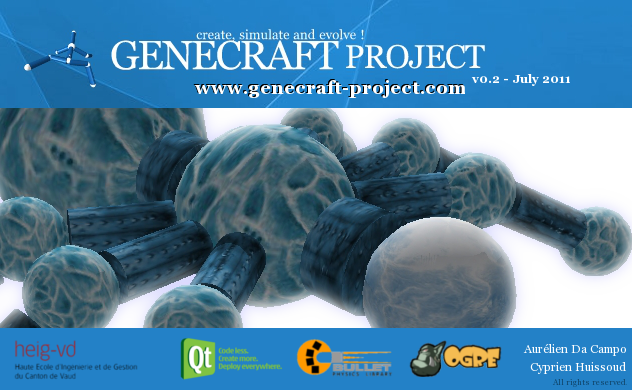 create, simulate and evolve !
GENECRAFT PROJECT
www.genecraft-project.com
v0.2 - July 2011
heig-vd
Haute Ecole d'Ingénierie et de Gestion
du Canton de Vaud
Qt
Code less.
Create more.
Deploy everywhere.
BULLET
PHYSICS LIBRARY
OGRE
Aurélien Da Campo
Cyprien Huissoud
All rights reserved